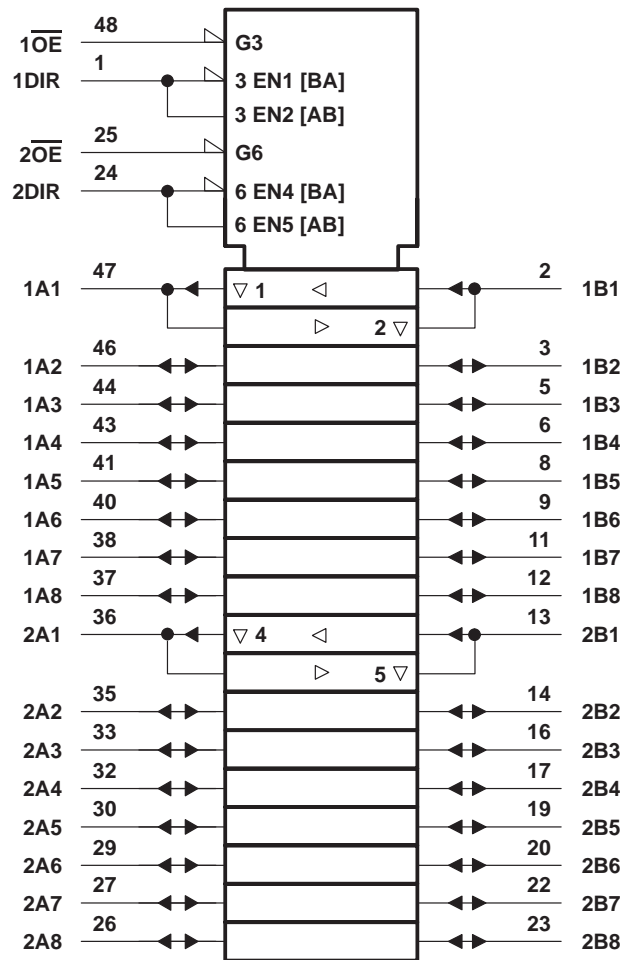 48
1O̅E̅ G3
1
1DIR 3 EN1 [BA]
3 EN2 [AB]
25
2O̅E̅ G6
24
2DIR 6 EN4 [BA]
6 EN5 [AB]
47 2
1A1 ▽ 1 ◁ 1B1
▷ 2 ▽
46 3
1A2 1B2
44 5
1A3 1B3
43 6
1A4 1B4
41 8
1A5 1B5
40 9
1A6 1B6
38 11
1A7 1B7
37 12
1A8 1B8
36 13
2A1 ▽ 4 ◁ 2B1
▷ 5 ▽
35 14
2A2 2B2
33 16
2A3 2B3
32 17
2A4 2B4
30 19
2A5 2B5
29 20
2A6 2B6
27 22
2A7 2B7
26 23
2A8 2B8